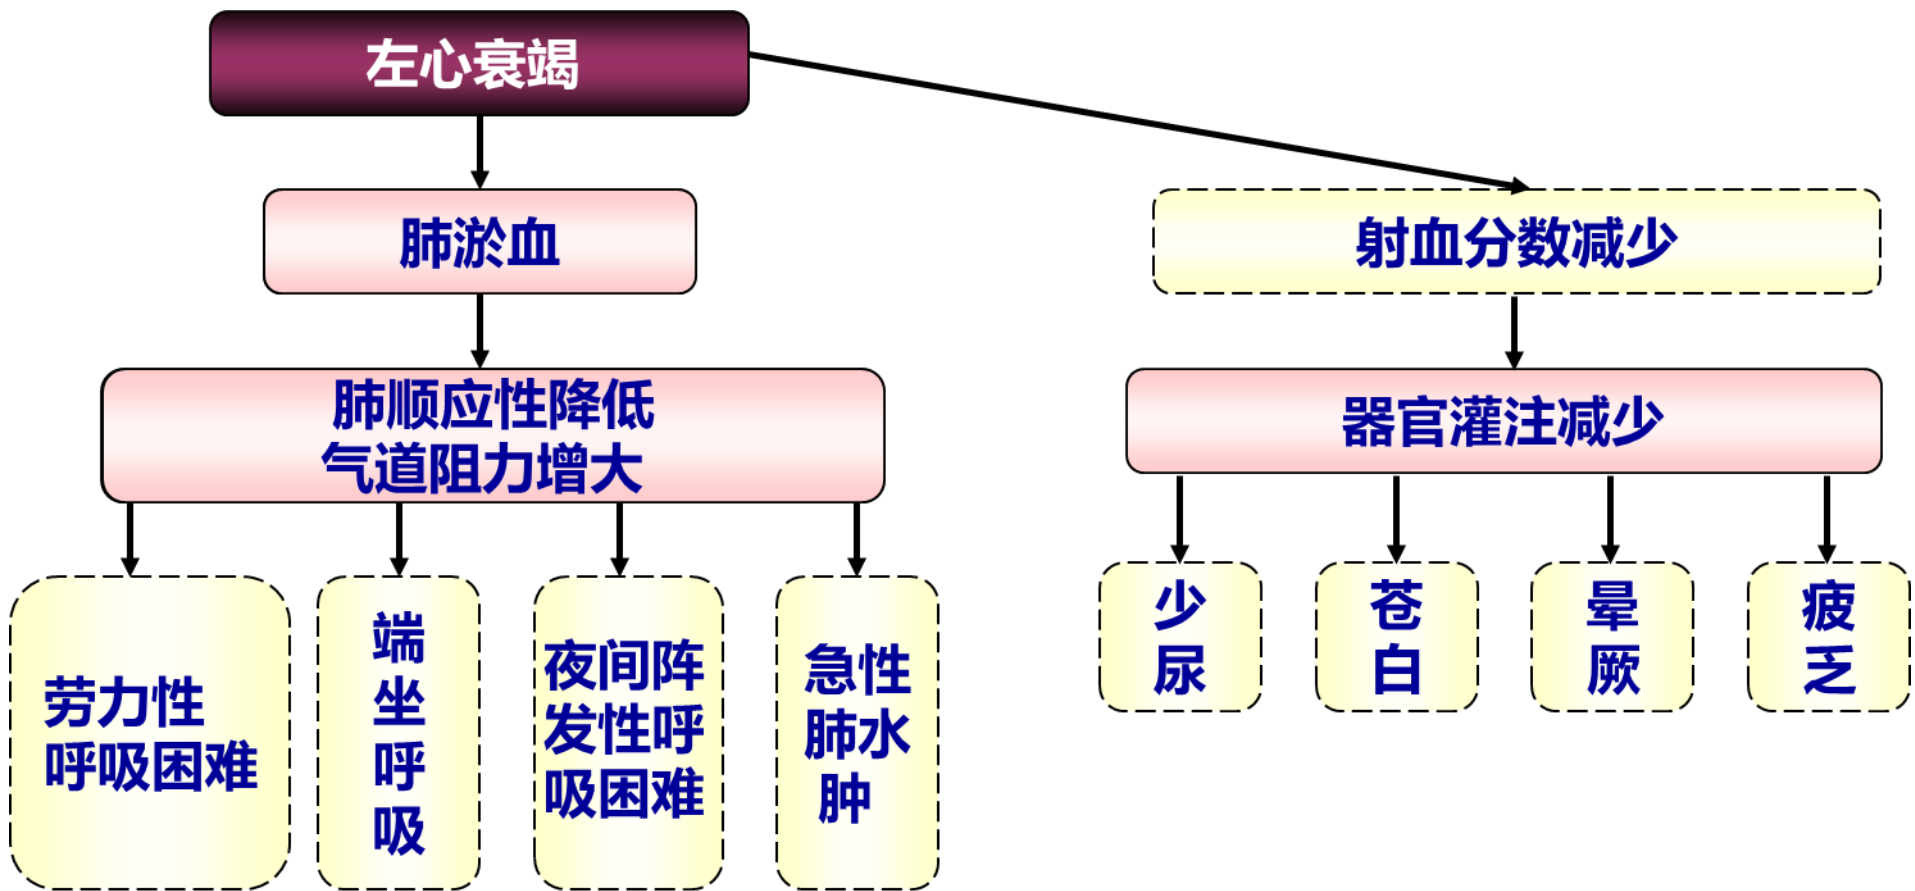 左心衰竭
肺淤血
射血分数减少
肺顺应性降低
气道阻力增大
器官灌注减少
劳力性
呼吸困难
端
坐
呼
吸
夜间阵
发性呼
吸困难
急性
肺水
肿
少
尿
苍
白
晕
厥
疲
乏